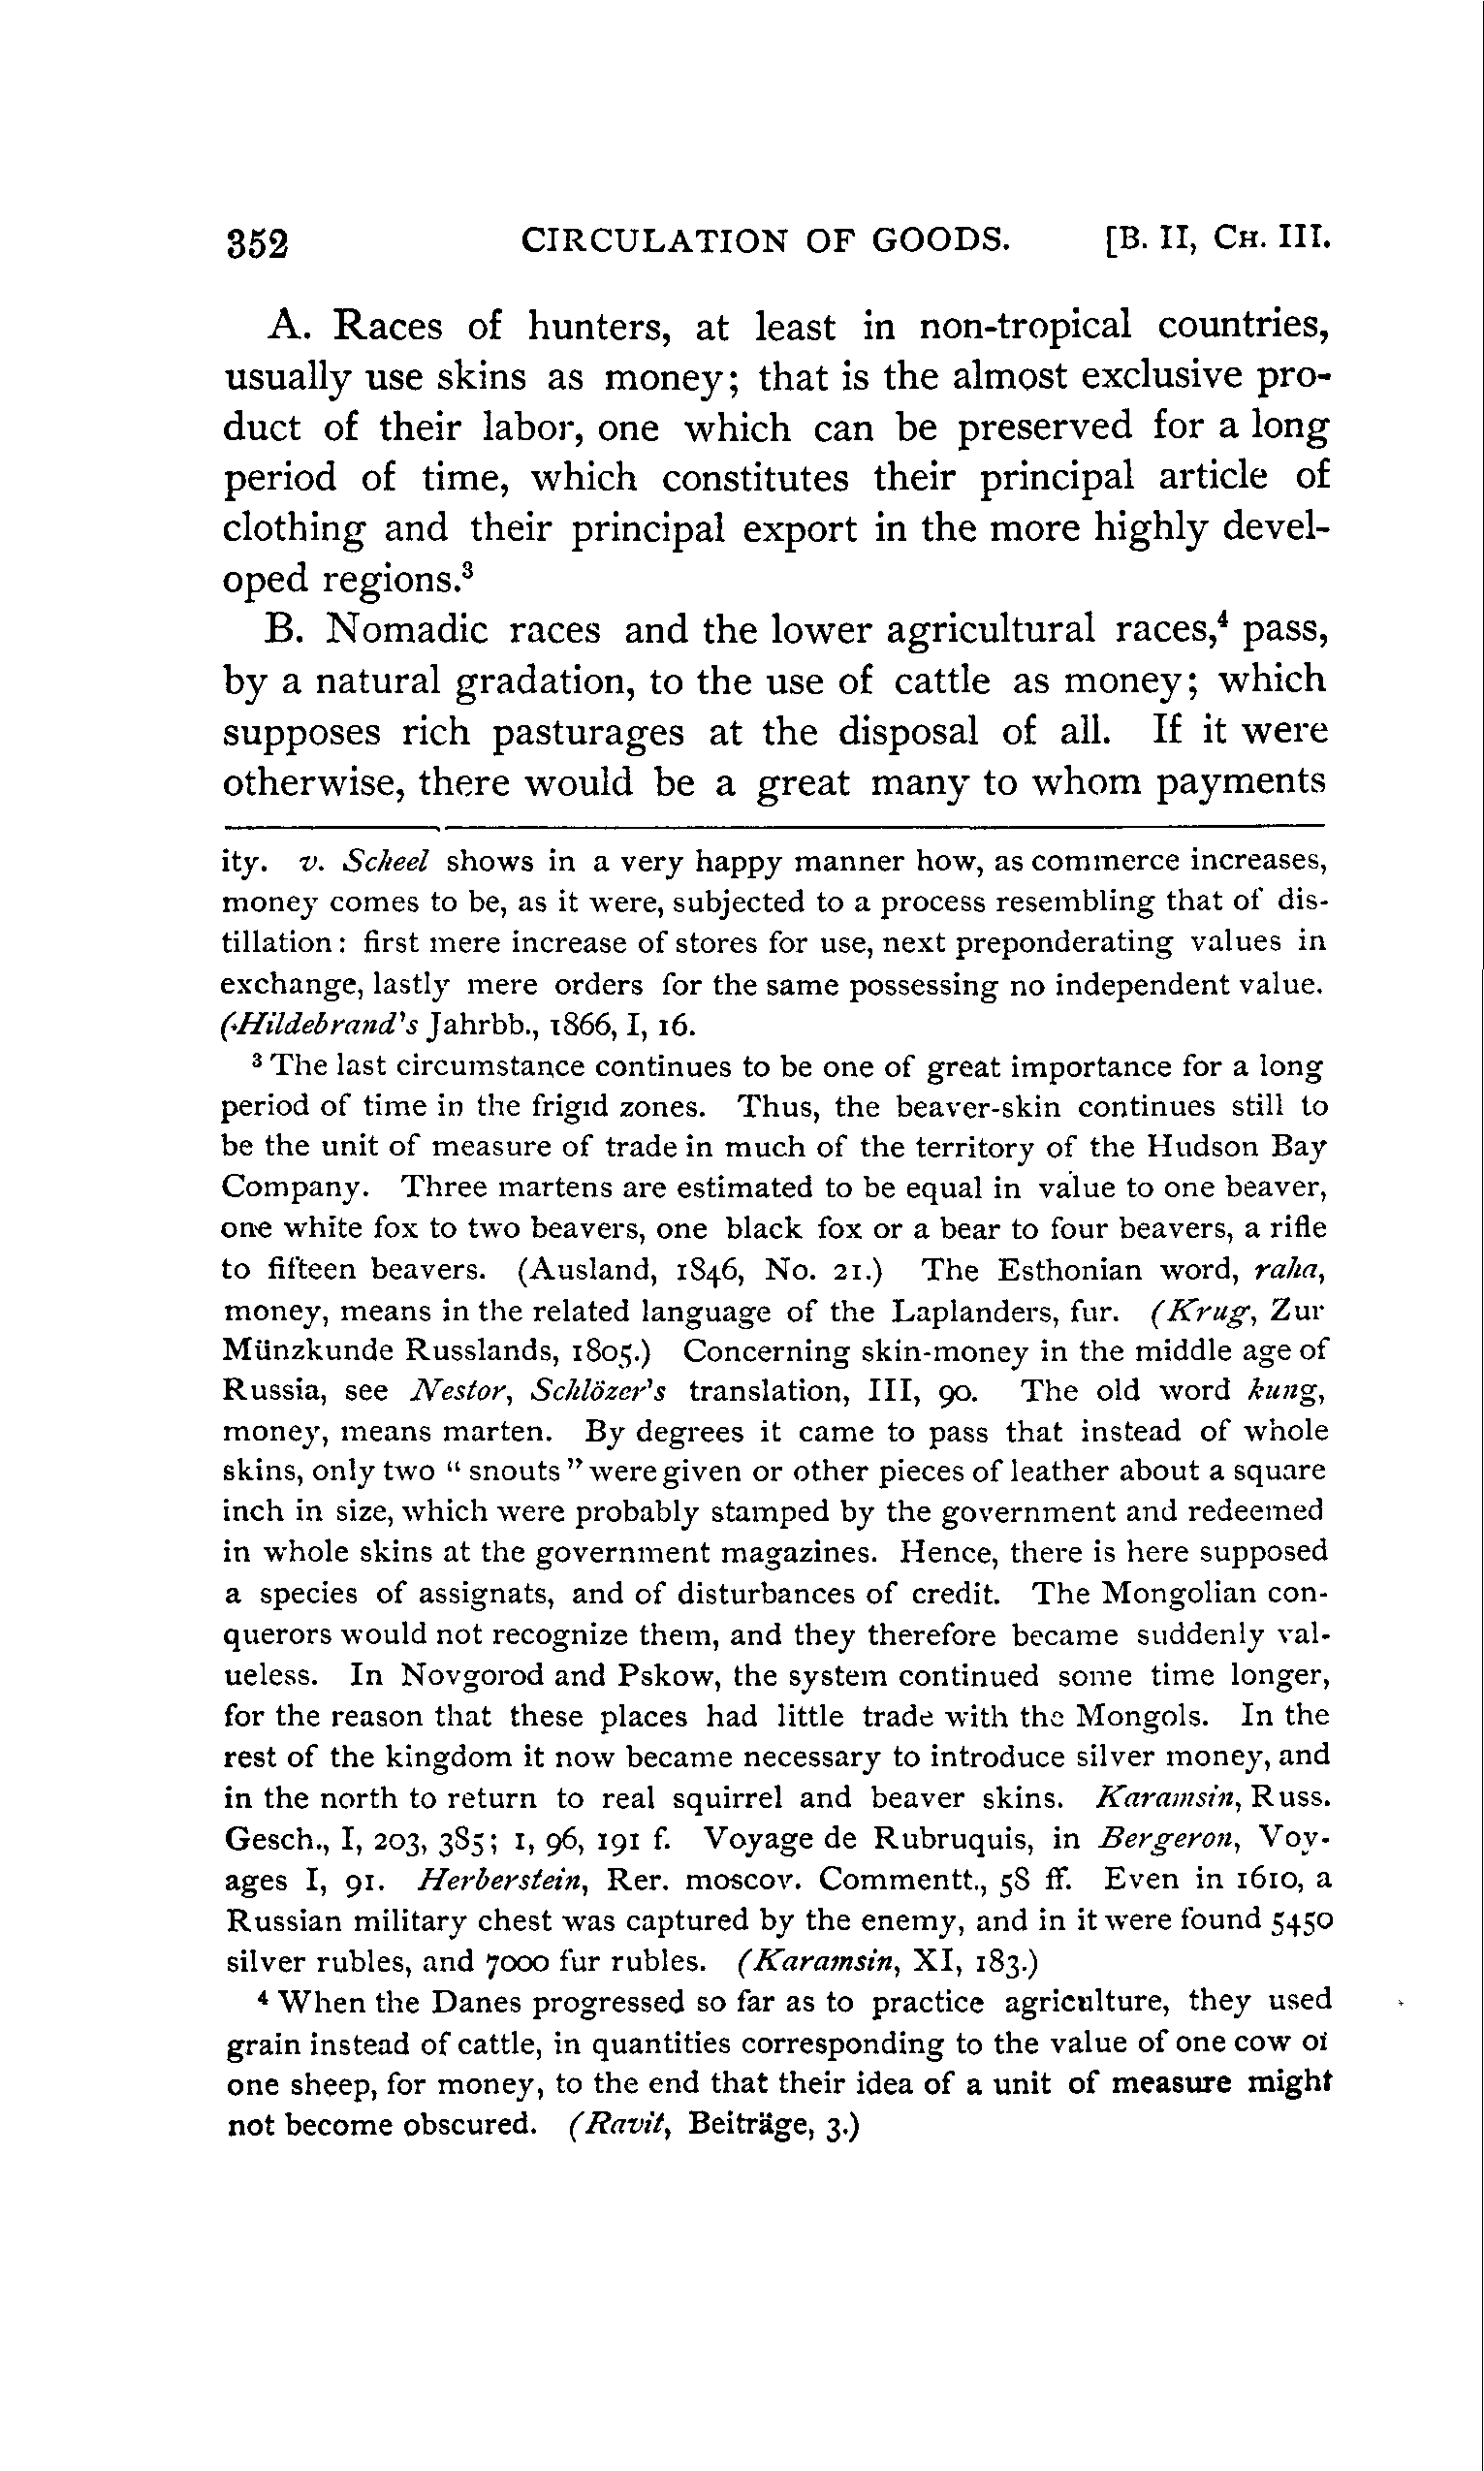 352 CIRCULATION OF GOODS. [B. II, CH. III.
A. Races of hunters, at least in non-tropical countries,
usually use skins as money; that is the almost exclusive pro-
duct of their labor, one which can be preserved for a long
period of time, which constitutes their principal article of
clothing and their principal export in the more highly devel-
oped regions.³
B. Nomadic races and the lower agricultural races,⁴ pass,
by a natural gradation, to the use of cattle as money; which
supposes rich pasturages at the disposal of all. If it were
otherwise, there would be a great many to whom payments
ity. v. Scheel shows in a very happy manner how, as commerce increases,
money comes to be, as it were, subjected to a process resembling that of dis-
tillation: first mere increase of stores for use, next preponderating values in
exchange, lastly mere orders for the same possessing no independent value.
(Hildebrand's Jahrbb., 1866, I, 16.
³ The last circumstance continues to be one of great importance for a long
period of time in the frigid zones. Thus, the beaver-skin continues still to
be the unit of measure of trade in much of the territory of the Hudson Bay
Company. Three martens are estimated to be equal in value to one beaver,
one white fox to two beavers, one black fox or a bear to four beavers, a rifle
to fifteen beavers. (Ausland, 1846, No. 21.) The Esthonian word, raha,
money, means in the related language of the Laplanders, fur. (Krug, Zur
Münzkunde Russlands, 1805.) Concerning skin-money in the middle age of
Russia, see Nestor, Schlözer's translation, III, 90. The old word kung,
money, means marten. By degrees it came to pass that instead of whole
skins, only two "snouts" were given or other pieces of leather about a square
inch in size, which were probably stamped by the government and redeemed
in whole skins at the government magazines. Hence, there is here supposed
a species of assignats, and of disturbances of credit. The Mongolian con-
querors would not recognize them, and they therefore became suddenly val-
ueless. In Novgorod and Pskow, the system continued some time longer,
for the reason that these places had little trade with the Mongols. In the
rest of the kingdom it now became necessary to introduce silver money, and
in the north to return to real squirrel and beaver skins. Karamsin, Russ.
Gesch., I, 203, 385; 1, 96, 191 f. Voyage de Rubruquis, in Bergeron, Voy-
ages I, 91. Herberstein, Rer. moscov. Commentt., 58 ff. Even in 1610, a
Russian military chest was captured by the enemy, and in it were found 5450
silver rubles, and 7000 fur rubles. (Karamsin, XI, 183.)
⁴ When the Danes progressed so far as to practice agriculture, they used
grain instead of cattle, in quantities corresponding to the value of one cow or
one sheep, for money, to the end that their idea of a unit of measure might
not become obscured. (Ravit, Beiträge, 3.)